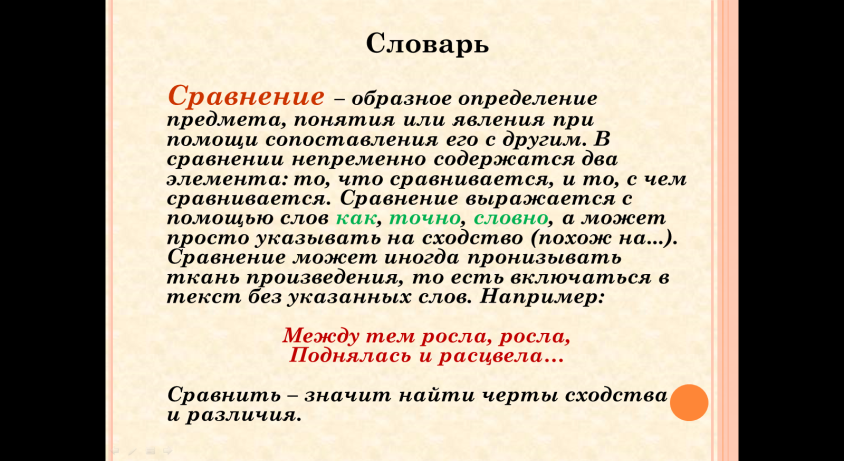 Словарь
Сравнение – образное определение
предмета, понятия или явления при
помощи сопоставления его с другим. В
сравнении непременно содержатся два
элемента: то, что сравнивается, и то, с чем
сравнивается. Сравнение выражается с
помощью слов как, точно, словно, а может
просто указывать на сходство (похож на...).
Сравнение может иногда пронизывать
ткань произведения, то есть включаться в
текст без указанных слов. Например:
Между тем росла, росла,
Поднялась и расцвела...
Сравнить – значит найти черты сходства
и различия.